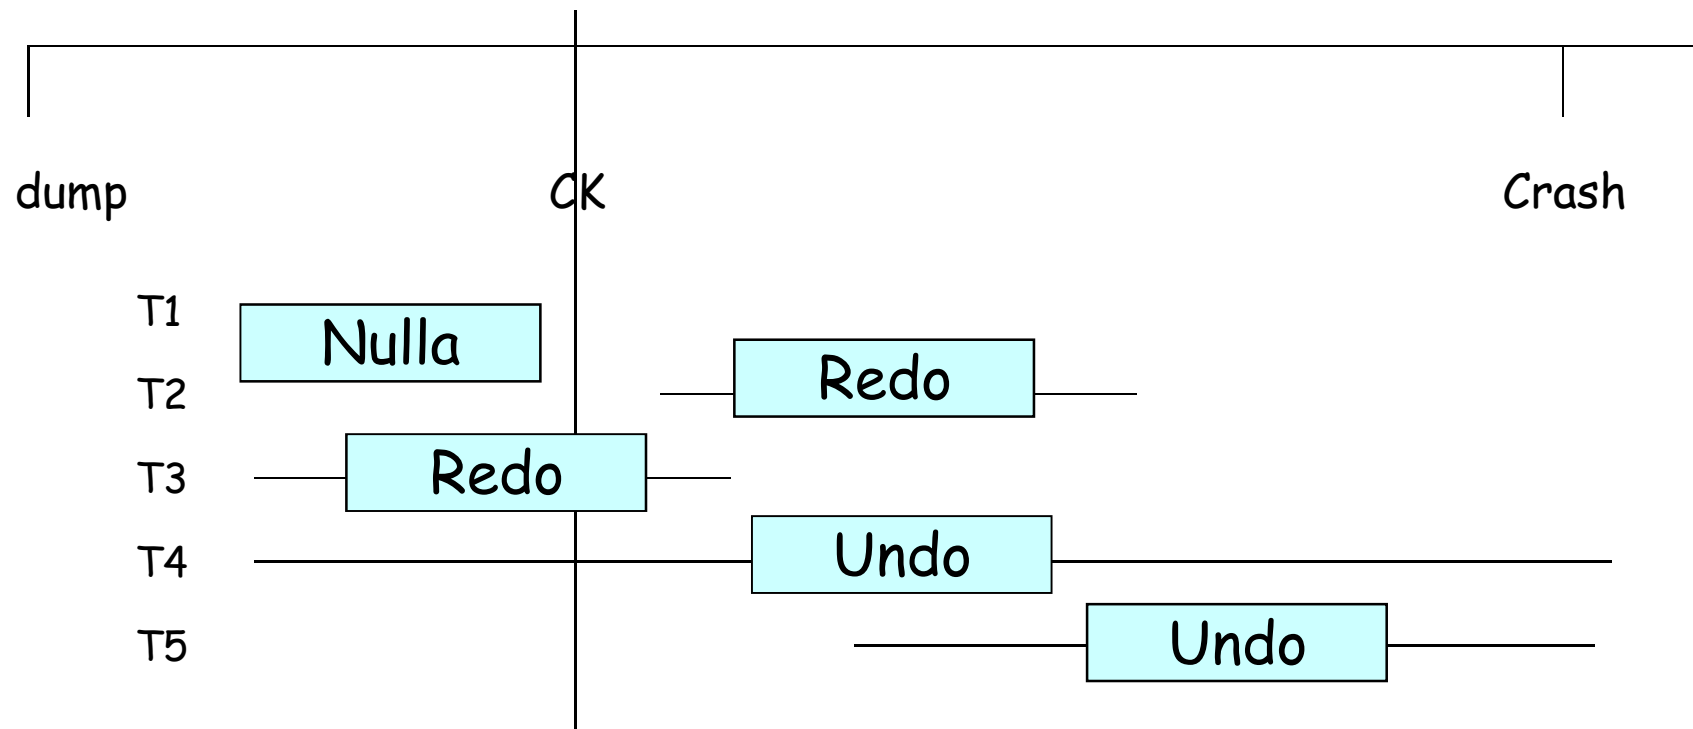 dump CK Crash
T1 Nulla
T2 Redo
T3 Redo
T4 Undo
T5 Undo